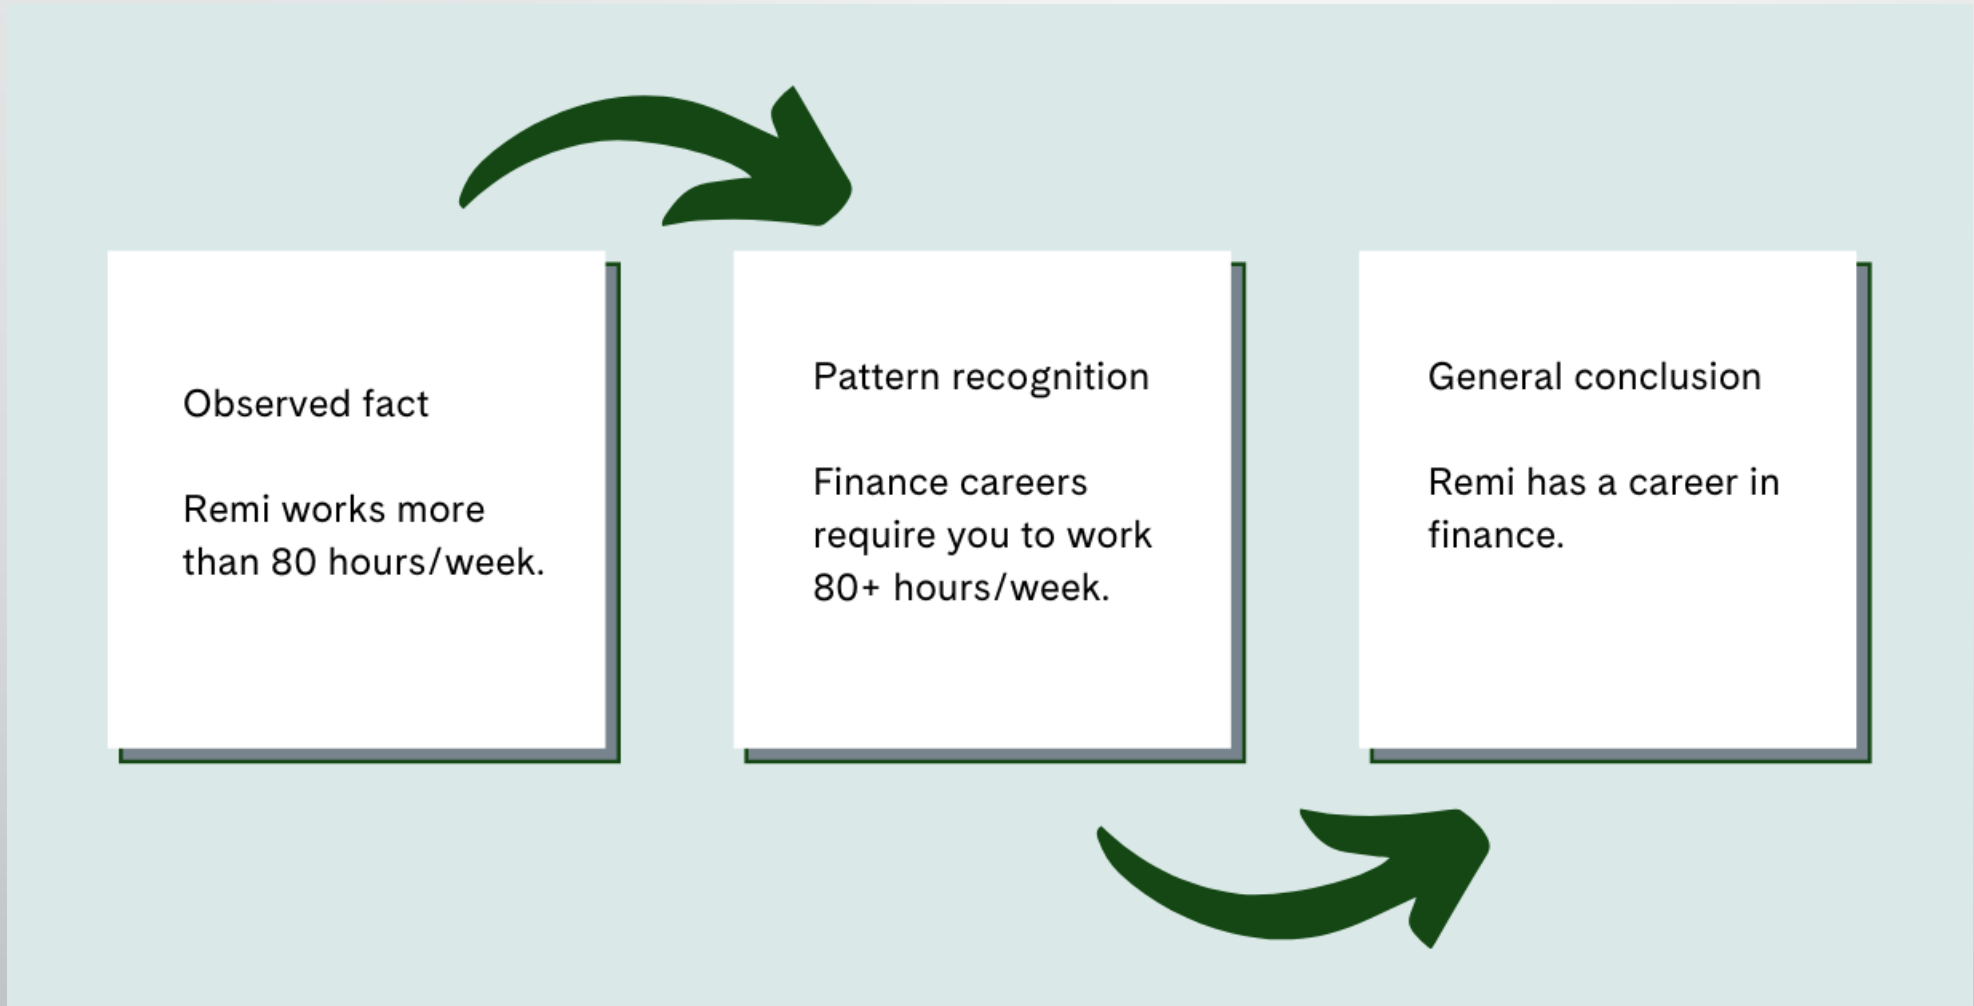 Observed fact
Remi works more
than 80 hours/week.
Pattern recognition
Finance careers
require you to work
80+ hours/week.
General conclusion
Remi has a career in
finance.